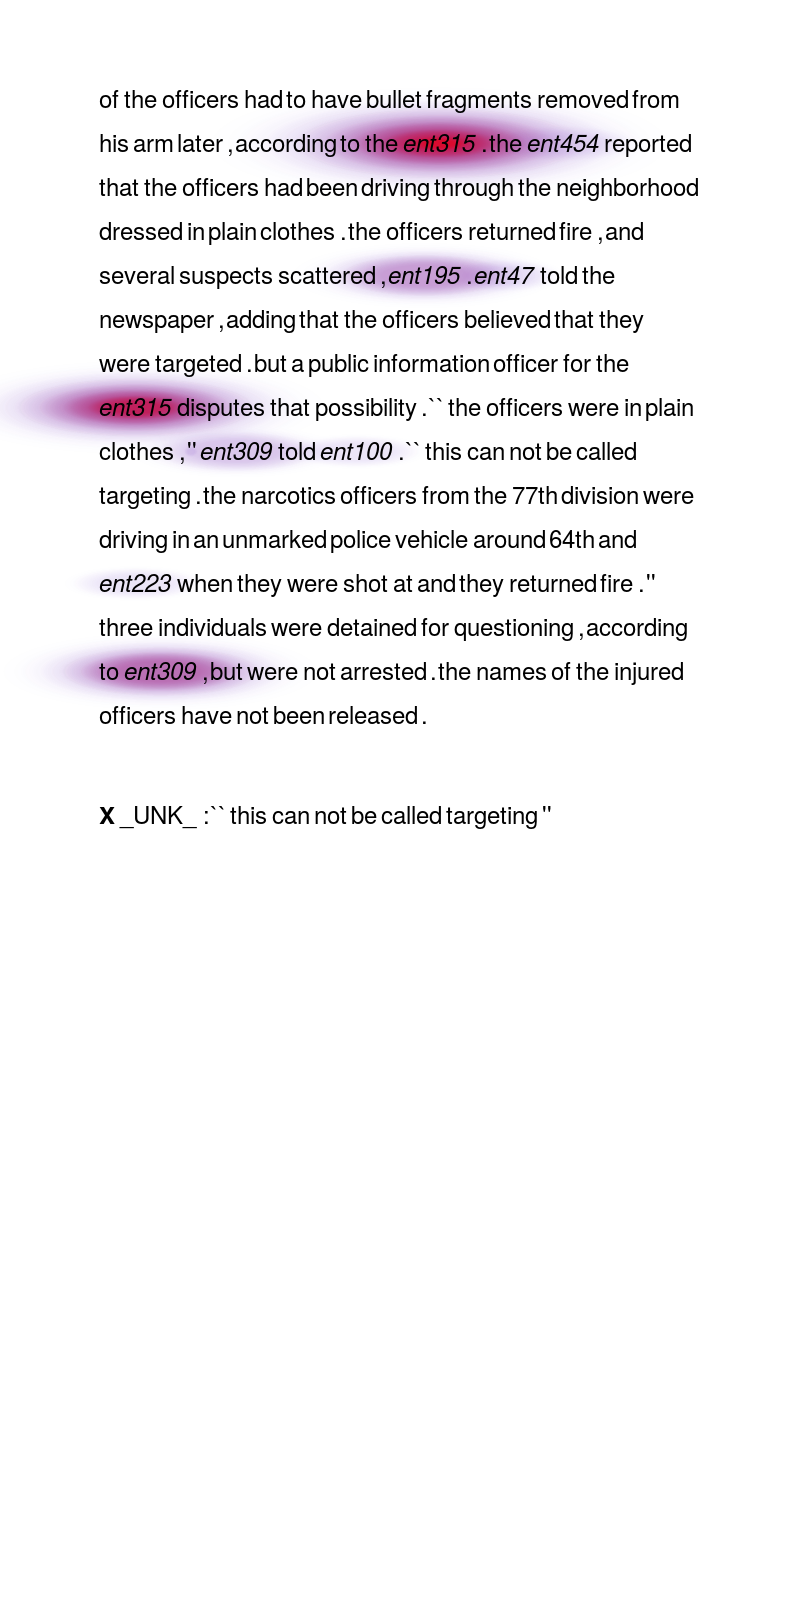 of the officers had to have bullet fragments removed from
his arm later , according to the ent315 . the ent454 reported
that the officers had been driving through the neighborhood
dressed in plain clothes . the officers returned fire , and
several suspects scattered , ent195 . ent47 told the
newspaper , adding that the officers believed that they
were targeted . but a public information officer for the
ent315 disputes that possibility . `` the officers were in plain
clothes , '' ent309 told ent100 . `` this can not be called
targeting . the narcotics officers from the 77th division were
driving in an unmarked police vehicle around 64th and
ent223 when they were shot at and they returned fire . ''
three individuals were detained for questioning , according
to ent309 , but were not arrested . the names of the injured
officers have not been released .
X _UNK_ : `` this can not be called targeting ''